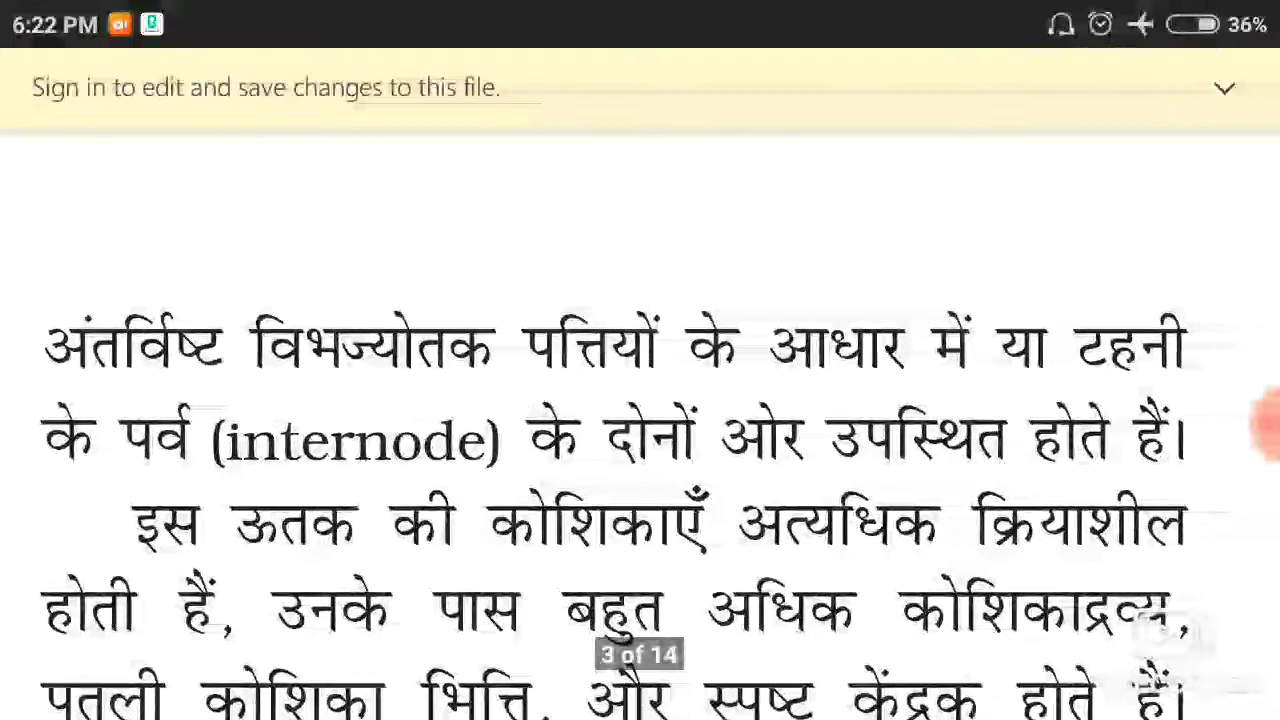 6:22 PM 36%
Sign in to edit and save changes to this file.
अंतर्विष्ट विभज्योतक पत्तियों के आधार में या टहनी
के पर्व (internode) के दोनों ओर उपस्थित होते हैं।
इस ऊतक की कोशिकाएँ अत्यधिक क्रियाशील
होती हैं, उनके पास बहुत अधिक कोशिकाद्रव्य,
3 of 14
पतली कोशिका भित्ति, और स्पष्ट केंद्रक होते हैं।